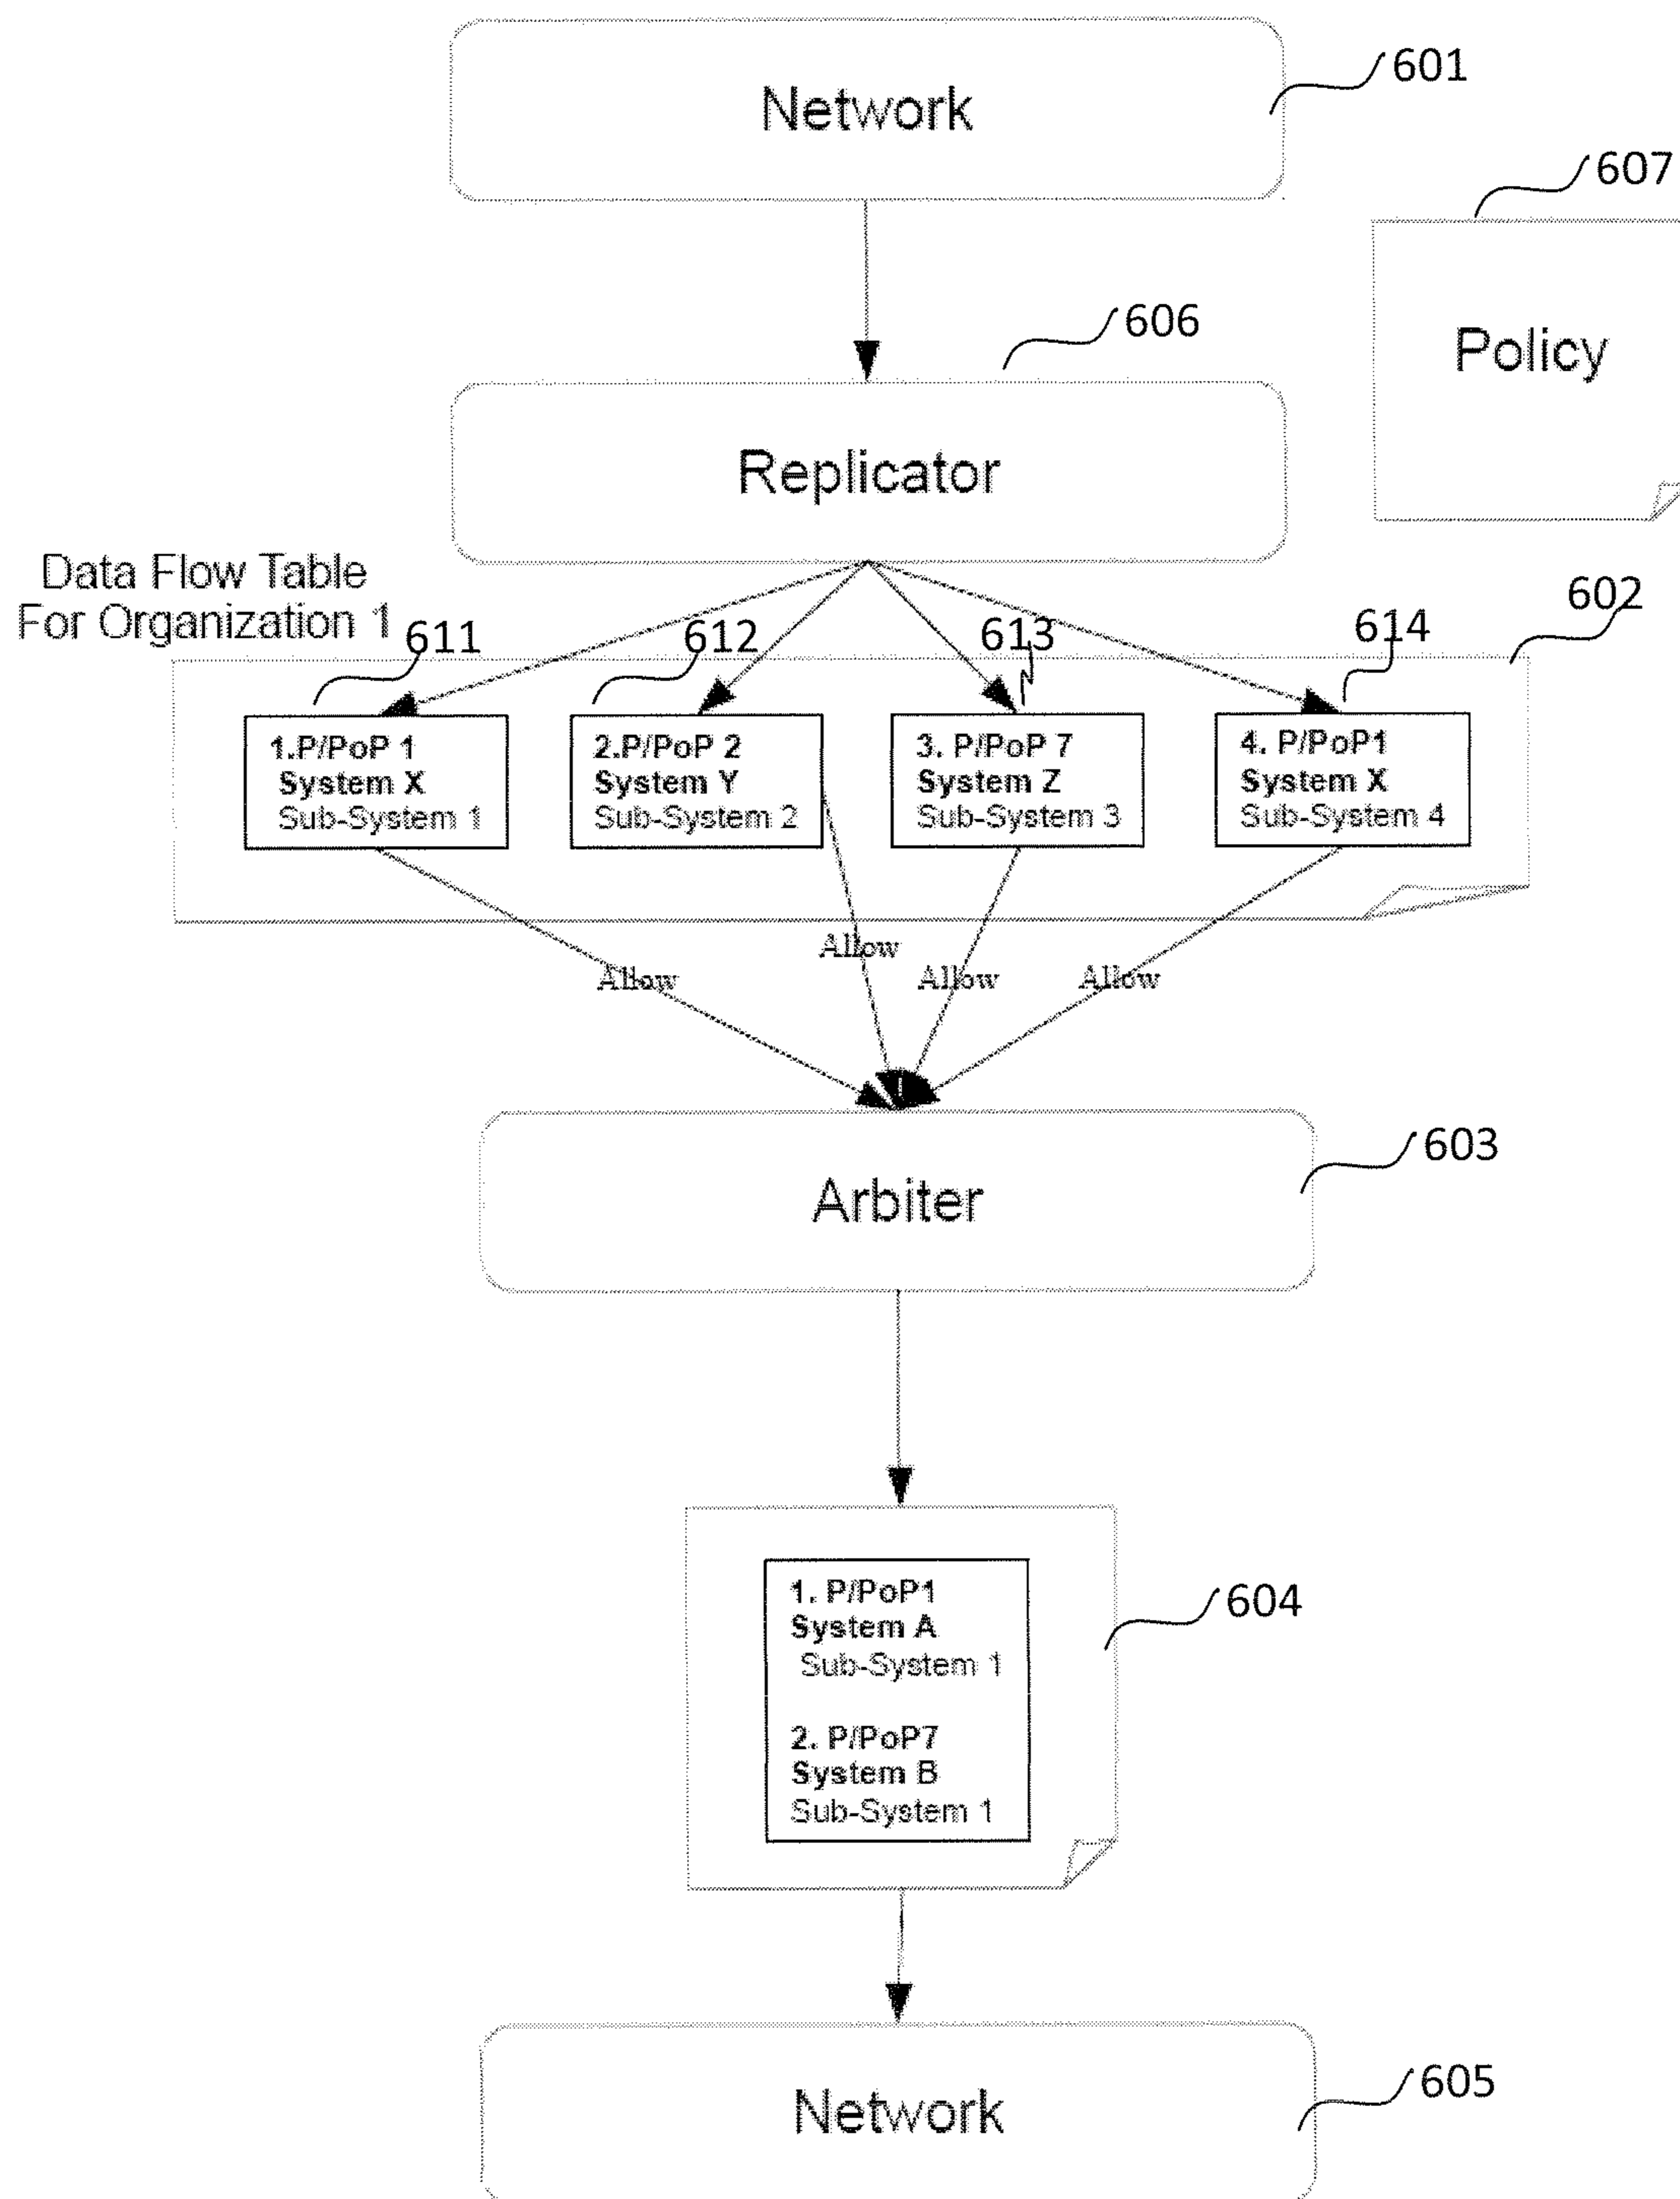 Network
601
607
Policy
606
Replicator
Data Flow Table
For Organization 1
602
611
612
613
614
1.P/PoP 1
System X
Sub-System 1
2.P/PoP 2
System Y
Sub-System 2
3. P/PoP 7
System Z
Sub-System 3
4. P/PoP1
System X
Sub-System 4
Allow
Allow
Allow
Allow
603
Arbiter
1. P/PoP1
System A
Sub-System 1
2. P/PoP7
System B
Sub-System 1
604
605
Network